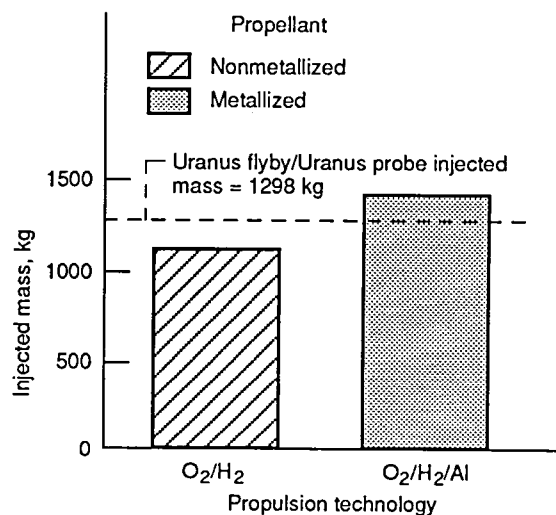 Propellant
Nonmetallized
Metallized
Uranus flyby/Uranus probe injected
mass = 1298 kg
1500
1000
500
0
Injected mass, kg
O2/H2
O2/H2/Al
Propulsion technology